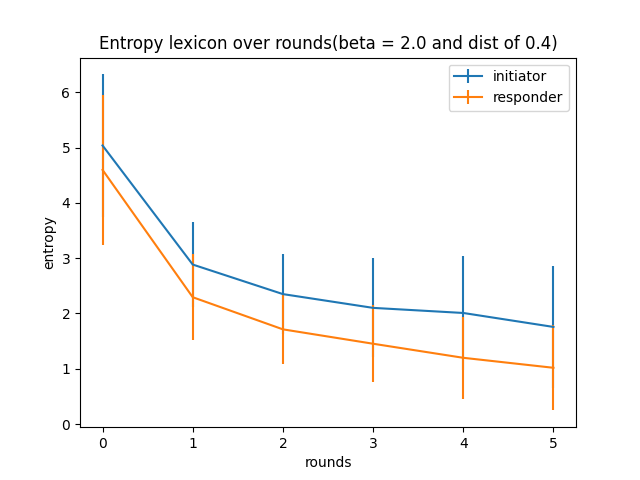 Entropy lexicon over rounds(beta = 2.0 and dist of 0.4)
initiator
responder
entropy
6
5
4
3
2
1
0
0 1 2 3 4 5
rounds